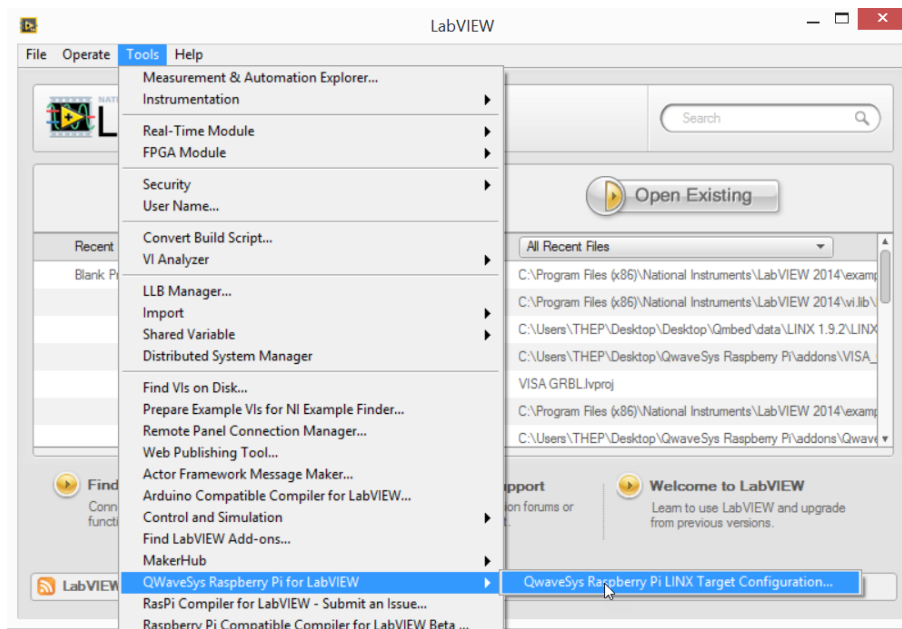 LabVIEW
File Operate Tools Help
Measurement & Automation Explorer...
Instrumentation
Real-Time Module
FPGA Module
Security
User Name...
Convert Build Script...
VI Analyzer
LLB Manager...
Import
Shared Variable
Distributed System Manager
Find VIs on Disk...
Prepare Example VIs for NI Example Finder...
Remote Panel Connection Manager...
Web Publishing Tool...
Actor Framework Message Maker...
Arduino Compatible Compiler for LabVIEW...
Control and Simulation
Find LabVIEW Add-ons...
MakerHub
QWaveSys Raspberry Pi for LabVIEW
QwaveSys Raspberry Pi LINX Target Configuration...
RasPi Compiler for LabVIEW - Submit an Issue...
Raspberry Pi Compatible Compiler for LabVIEW Beta ...
NATI
L
Search
Open Existing
Recent
All Recent Files
Blank Pr
C:\Program Files (x86)\National Instruments\LabVIEW 2014\examp
C:\Program Files (x86)\National Instruments\LabVIEW 2014\vi.lib\
C:\Users\THEP\Desktop\Desktop\Qmbed\data\LINX 1.9.2\LINX
C:\Users\THEP\Desktop\QwaveSys Raspberry Pi\addons\VISA_
VISA GRBL.lvproj
C:\Program Files (x86)\National Instruments\LabVIEW 2014\examp
C:\Users\THEP\Desktop\QwaveSys Raspberry Pi\addons\Qwave
Find
Conn
functi
pport
ion forums or
t.
Welcome to LabVIEW
Learn to use LabVIEW and upgrade
from previous versions.
LabVIEW